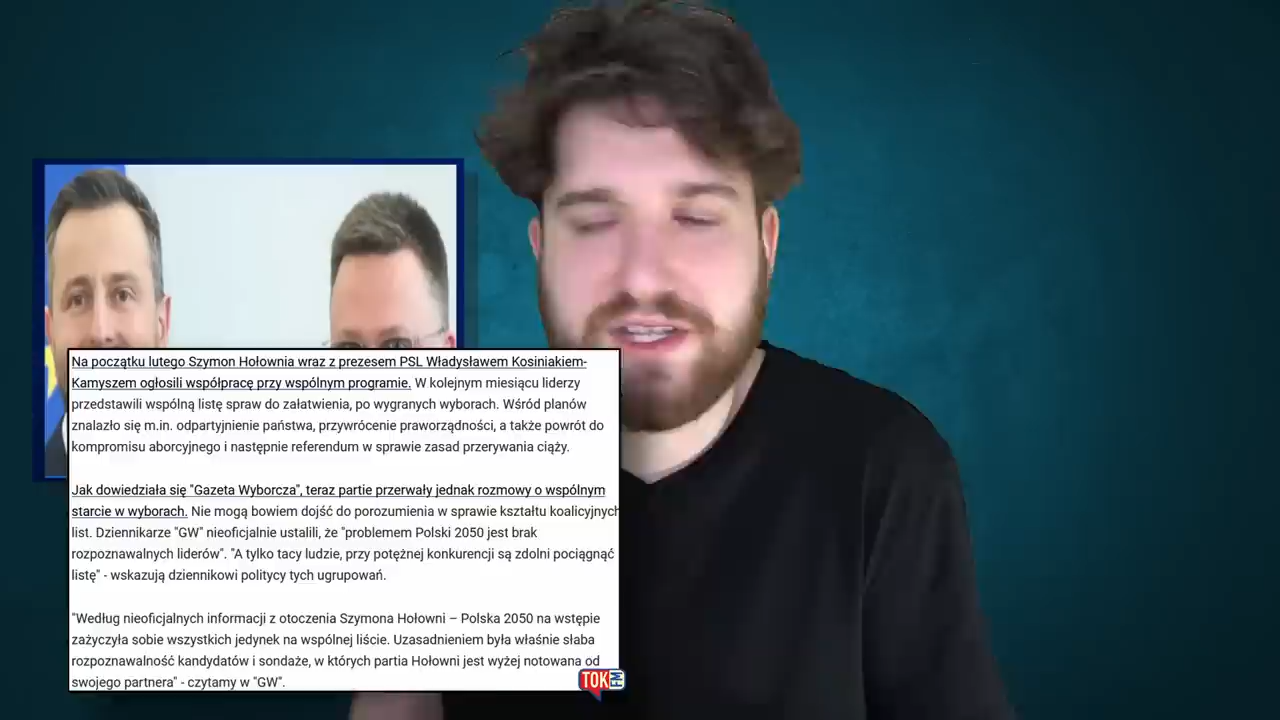 Na początku lutego Szymon Hołownia wraz z prezesem PSL Władysławem Kosiniakiem-
Kamyszem ogłosili współpracę przy wspólnym programie. W kolejnym miesiącu liderzy
przedstawili wspólną listę spraw do załatwienia, po wygranych wyborach. Wśród planów
znalazło się m.in. odpartyjnienie państwa, przywrócenie praworządności, a także powrót do
kompromisu aborcyjnego i następnie referendum w sprawie zasad przerywania ciąży.
Jak dowiedziała się "Gazeta Wyborcza", teraz partie przerwały jednak rozmowy o wspólnym
starcie w wyborach. Nie mogą bowiem dojść do porozumienia w sprawie kształtu koalicyjnych
list. Dziennikarze "GW" nieoficjalnie ustalili, że "problemem Polski 2050 jest brak
rozpoznawalnych liderów". "A tylko tacy ludzie, przy potężnej konkurencji są zdolni pociągnąć
listę" - wskazują dziennikowi politycy tych ugrupowań.
"Według nieoficjalnych informacji z otoczenia Szymona Hołowni – Polska 2050 na wstępie
zażyczyła sobie wszystkich jedynek na wspólnej liście. Uzasadnieniem była właśnie słaba
rozpoznawalność kandydatów i sondaże, w których partia Hołowni jest wyżej notowana od
swojego partnera" - czytamy w "GW".
TOK FM